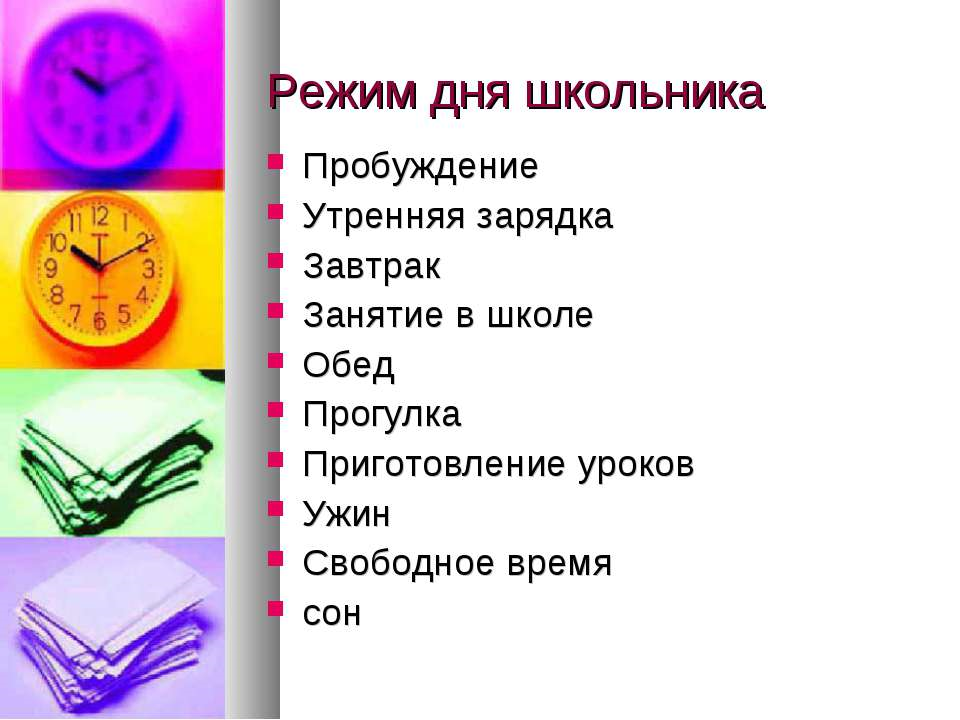 Режим дня школьника
Пробуждение
Утренняя зарядка
Завтрак
Занятие в школе
Обед
Прогулка
Приготовление уроков
Ужин
Свободное время
сон